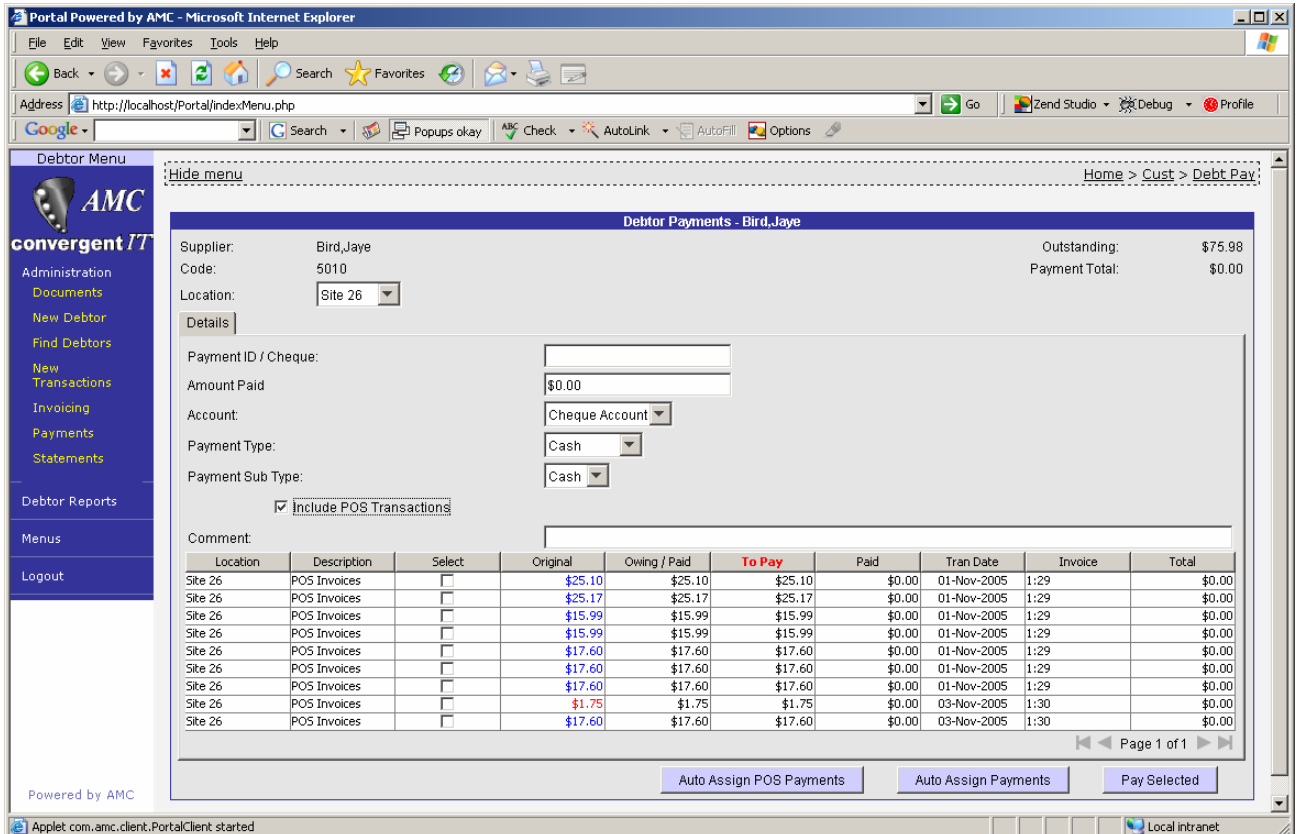 Portal Powered by AMC - Microsoft Internet Explorer
File Edit View Favorites Tools Help
Back Search Favorites
Address http://localhost/Portal/indexMenu.php Go Zend Studio Debug Profile
Google Search Popups okay ABC Check AutoLink AutoFill Options
Debtor Menu
AMC
convergent IT
Administration
Documents
New Debtor
Find Debtors
New
Transactions
Invoicing
Payments
Statements
Debtor Reports
Menus
Logout
Powered by AMC
Hide menu Home > Cust > Debt Pay
Debtor Payments - Bird,Jaye
Supplier: Bird,Jaye Outstanding: $75.98
Code: 5010 Payment Total: $0.00
Location: Site 26
Details
Payment ID / Cheque:
Amount Paid $0.00
Account: Cheque Account
Payment Type: Cash
Payment Sub Type: Cash
Include POS Transactions
Comment:
Location Description Select Original Owing / Paid To Pay Paid Tran Date Invoice Total
Site 26 POS Invoices $25.10 $25.10 $25.10 $0.00 01-Nov-2005 1:29 $0.00
Site 26 POS Invoices $25.17 $25.17 $25.17 $0.00 01-Nov-2005 1:29 $0.00
Site 26 POS Invoices $15.99 $15.99 $15.99 $0.00 01-Nov-2005 1:29 $0.00
Site 26 POS Invoices $15.99 $15.99 $15.99 $0.00 01-Nov-2005 1:29 $0.00
Site 26 POS Invoices $17.60 $17.60 $17.60 $0.00 01-Nov-2005 1:29 $0.00
Site 26 POS Invoices $17.60 $17.60 $17.60 $0.00 01-Nov-2005 1:29 $0.00
Site 26 POS Invoices $17.60 $17.60 $17.60 $0.00 01-Nov-2005 1:29 $0.00
Site 26 POS Invoices $1.75 $1.75 $1.75 $0.00 03-Nov-2005 1:30 $0.00
Site 26 POS Invoices $17.60 $17.60 $17.60 $0.00 03-Nov-2005 1:30 $0.00
Page 1 of 1
Auto Assign POS Payments Auto Assign Payments Pay Selected
Applet com.amc.client.PortalClient started Local intranet